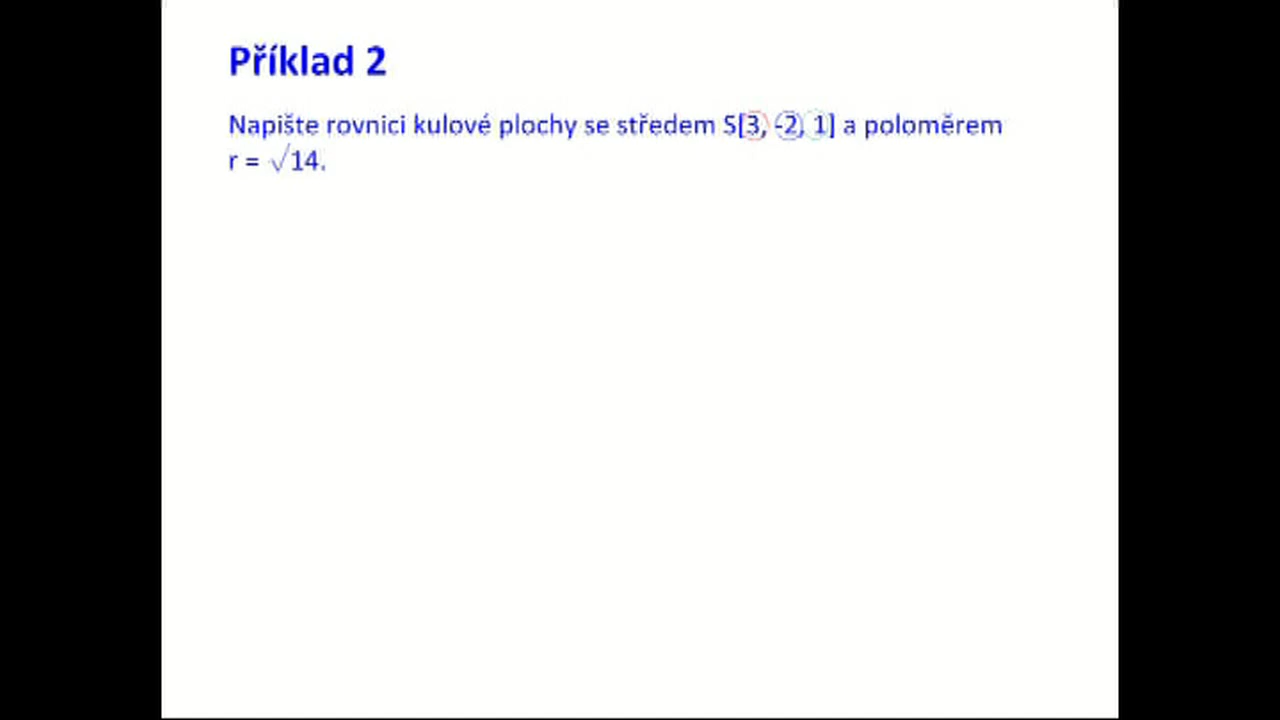 Příklad 2
Napište rovnici kulové plochy se středem S[3, -2, 1] a poloměrem
r = √14.